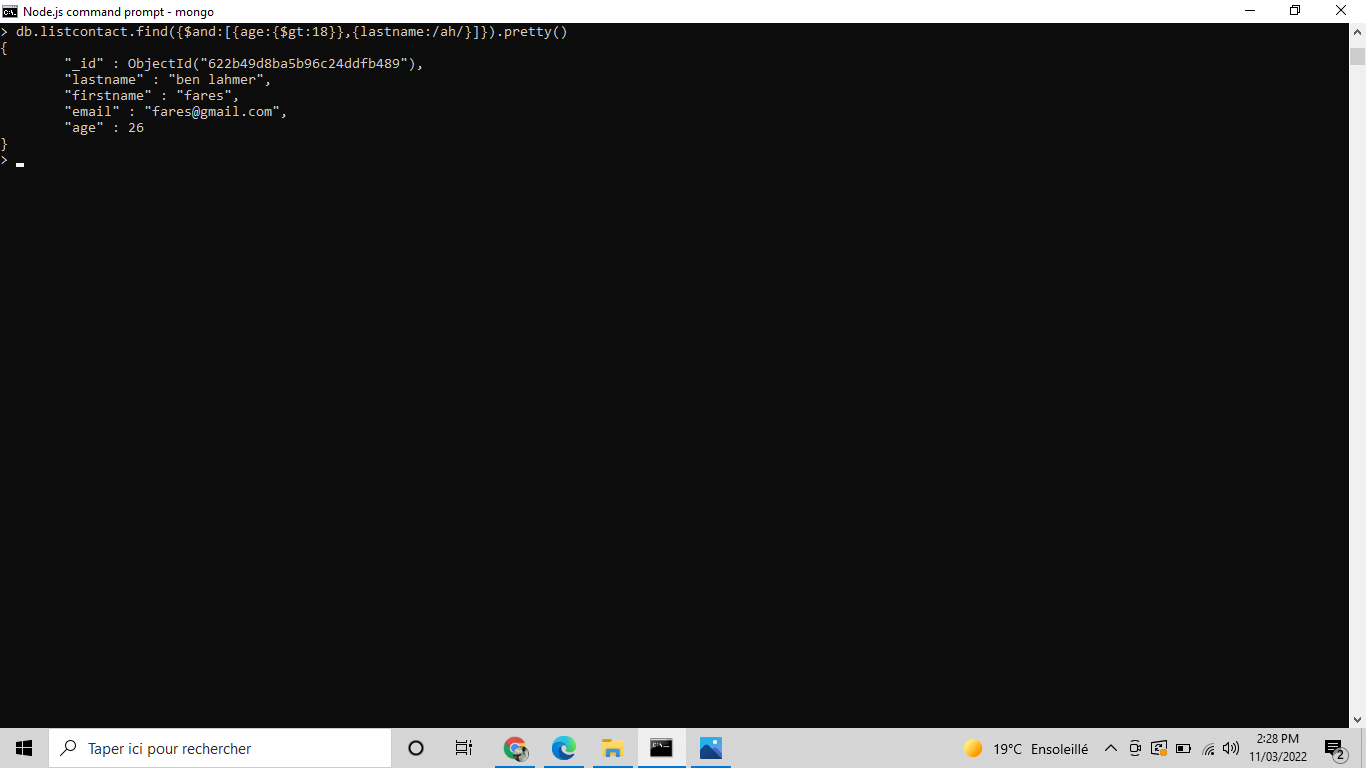 Node.js command prompt - mongo
> db.listcontact.find({$and:[{age:{$gt:18}},{lastname:/ah/}]}).pretty()
{
"_id" : ObjectId("622b49d8ba5b96c24ddfb489"),
"lastname" : "ben lahmer",
"firstname" : "fares",
"email" : "fares@gmail.com",
"age" : 26
}
>
Taper ici pour rechercher
19°C Ensoleillé
2:28 PM
11/03/2022
2